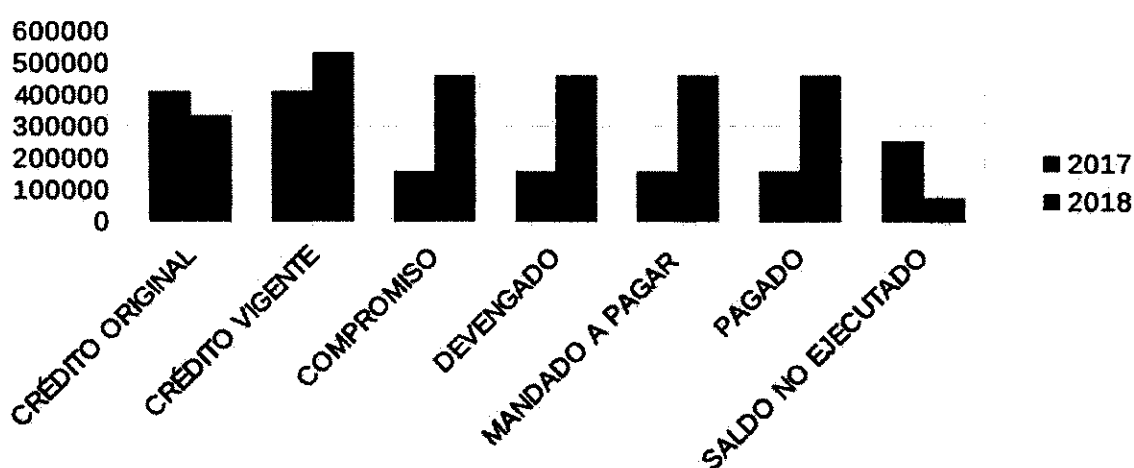 600000
500000
400000
300000
200000
100000
0
2017
2018
CRÉDITO ORIGINAL
CRÉDITO VIGENTE
COMPROMISO
DEVENGADO
MANDADO A PAGAR
PAGADO
SALDO NO EJECUTADO